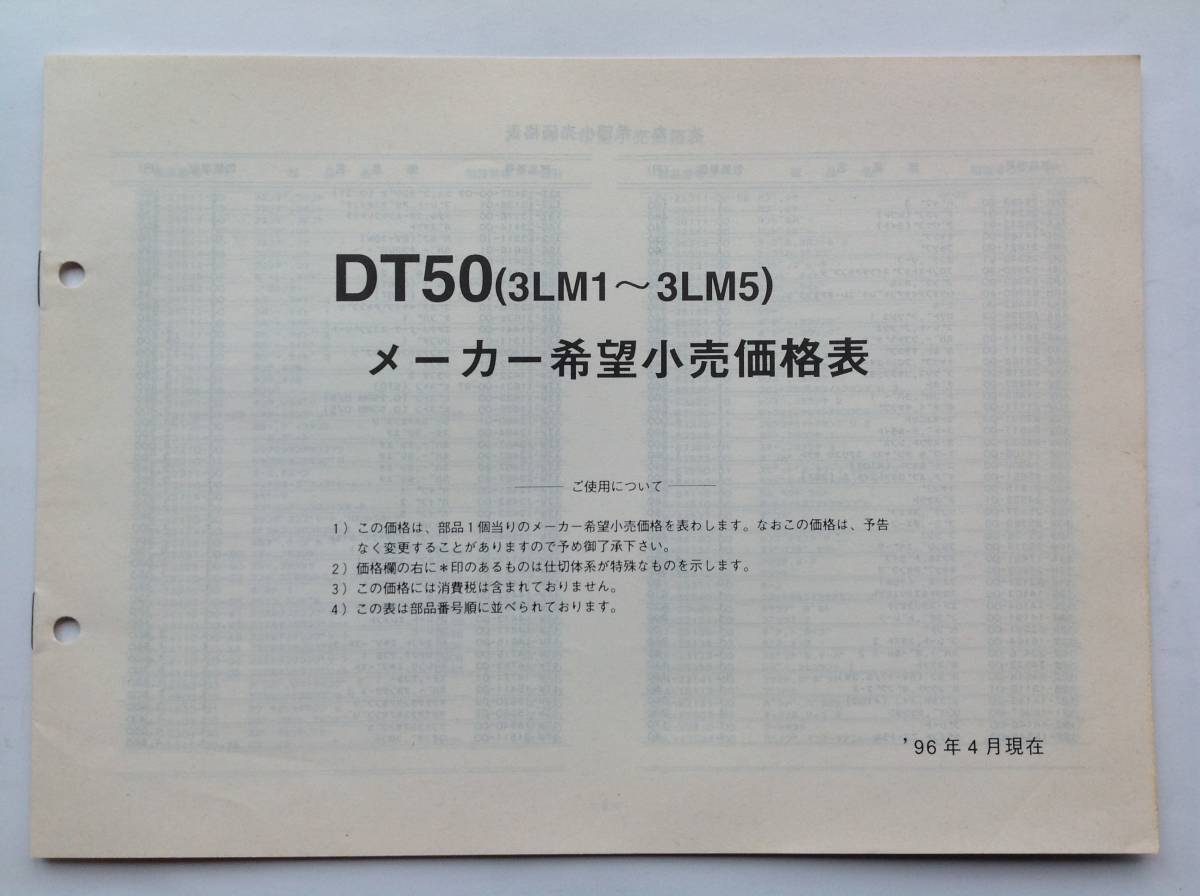 DT50(3LM1〜3LM5)
メーカー希望小売価格表
ご使用について
1）この価格は、部品1個当りのメーカー希望小売価格を表わします。なおこの価格は、予告
なく変更することがありますので予め御了承下さい。
2）価格欄の右に＊印のあるものは仕切体系が特殊なものを示します。
3）この価格には消費税は含まれておりません。
4）この表は部品番号順に並べられております。
’96年4月現在